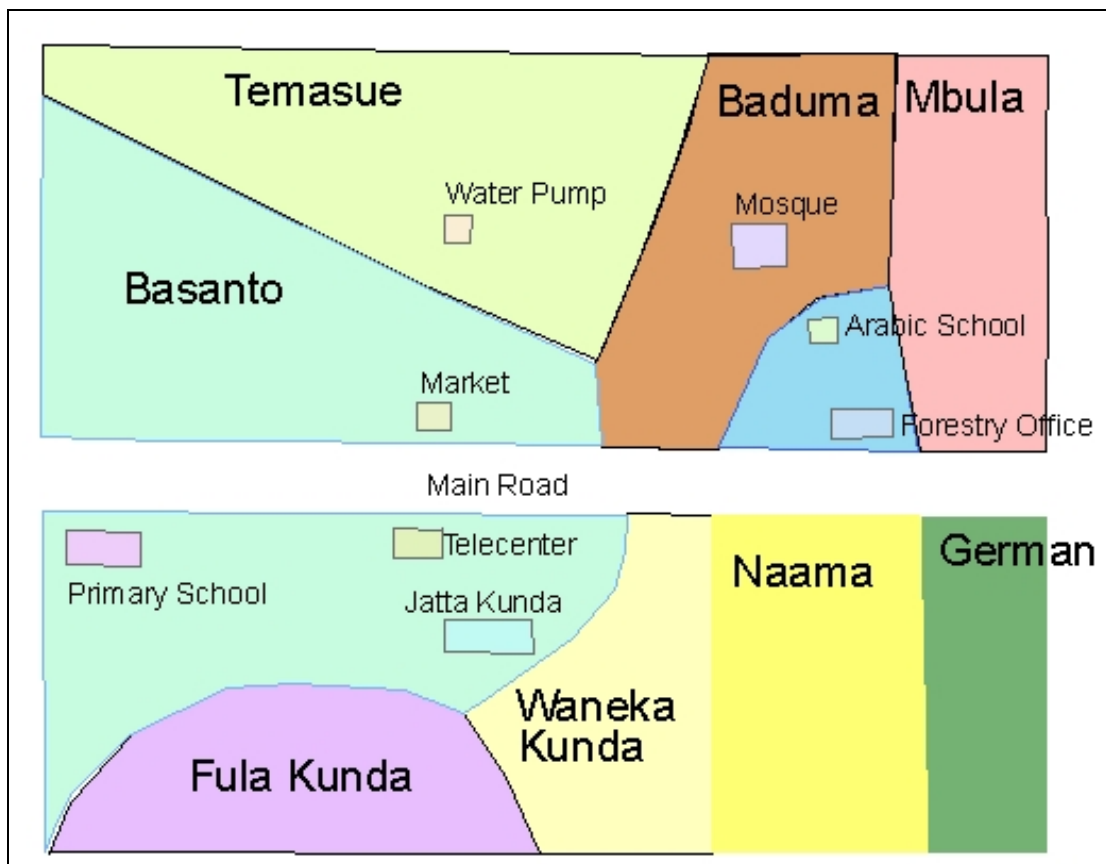 Temasue
Baduma
Mbula
Water Pump
Mosque
Basanto
Arabic School
Market
Forestry Office
Main Road
Telecenter
German
Naama
Primary School
Jatta Kunda
Waneka
Kunda
Fula Kunda